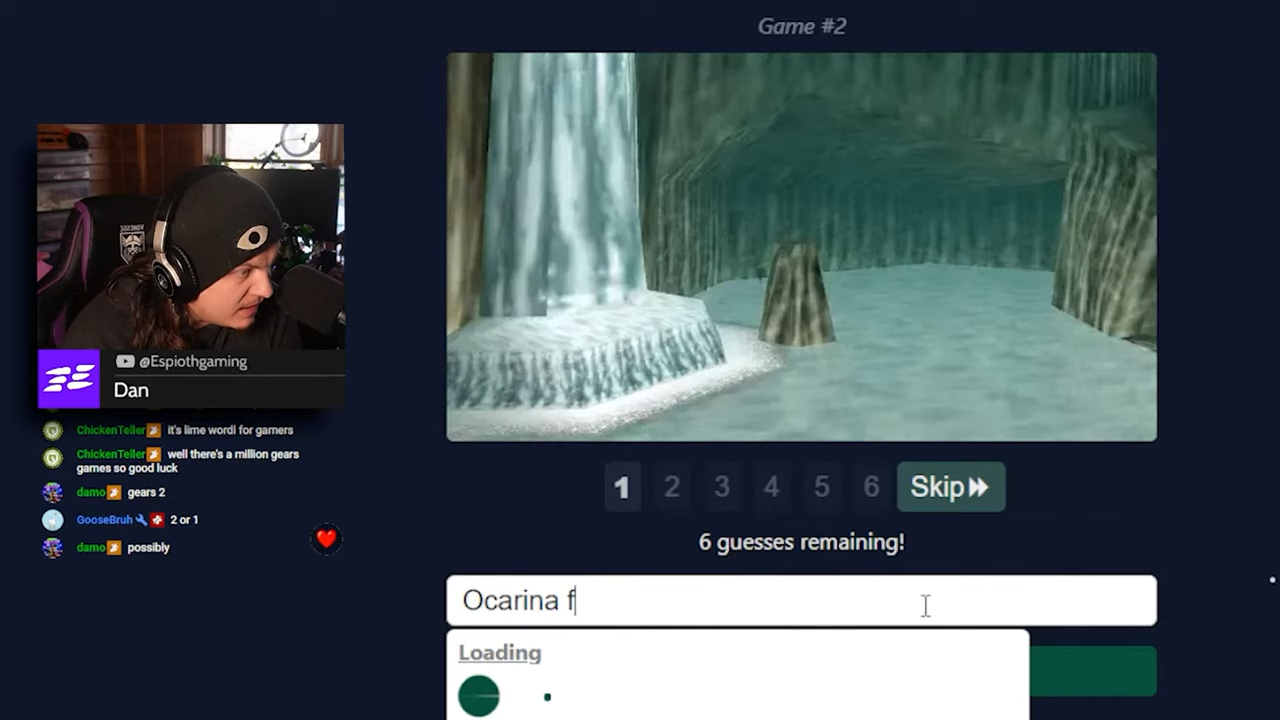 Game #2
@Espiothgaming
Dan
ChickenTeller it's lime wordl for gamers
ChickenTeller well there's a million gears
games so good luck
damo gears 2
GooseBruh 2 or 1
damo possibly
1 2 3 4 5 6 Skip
6 guesses remaining!
Ocarina f
Loading